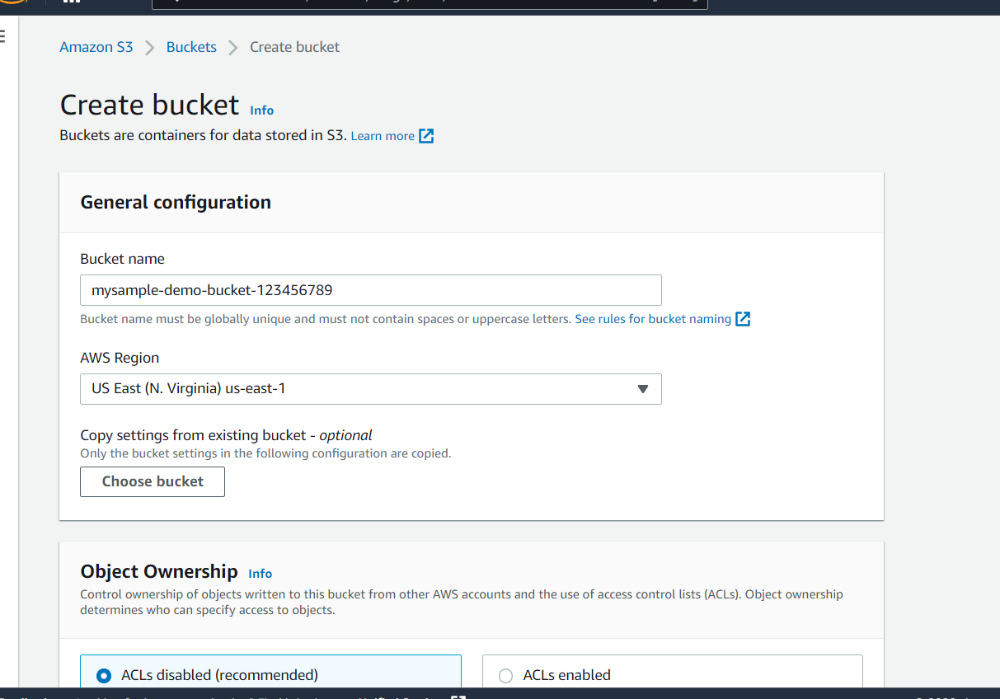 Amazon S3 > Buckets > Create bucket
Create bucket Info
Buckets are containers for data stored in S3. Learn more
General configuration
Bucket name
mysample-demo-bucket-123456789
Bucket name must be globally unique and must not contain spaces or uppercase letters. See rules for bucket naming
AWS Region
US East (N. Virginia) us-east-1
Copy settings from existing bucket - optional
Only the bucket settings in the following configuration are copied.
Choose bucket
Object Ownership Info
Control ownership of objects written to this bucket from other AWS accounts and the use of access control lists (ACLs). Object ownership
determines who can specify access to objects.
ACLs disabled (recommended)
ACLs enabled